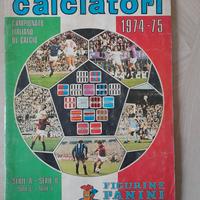 calciatori
1974-75
CAMPIONATO
ITALIANO
DI CALCIO
SERIE A - SERIE B
FIGURINE
PANINI